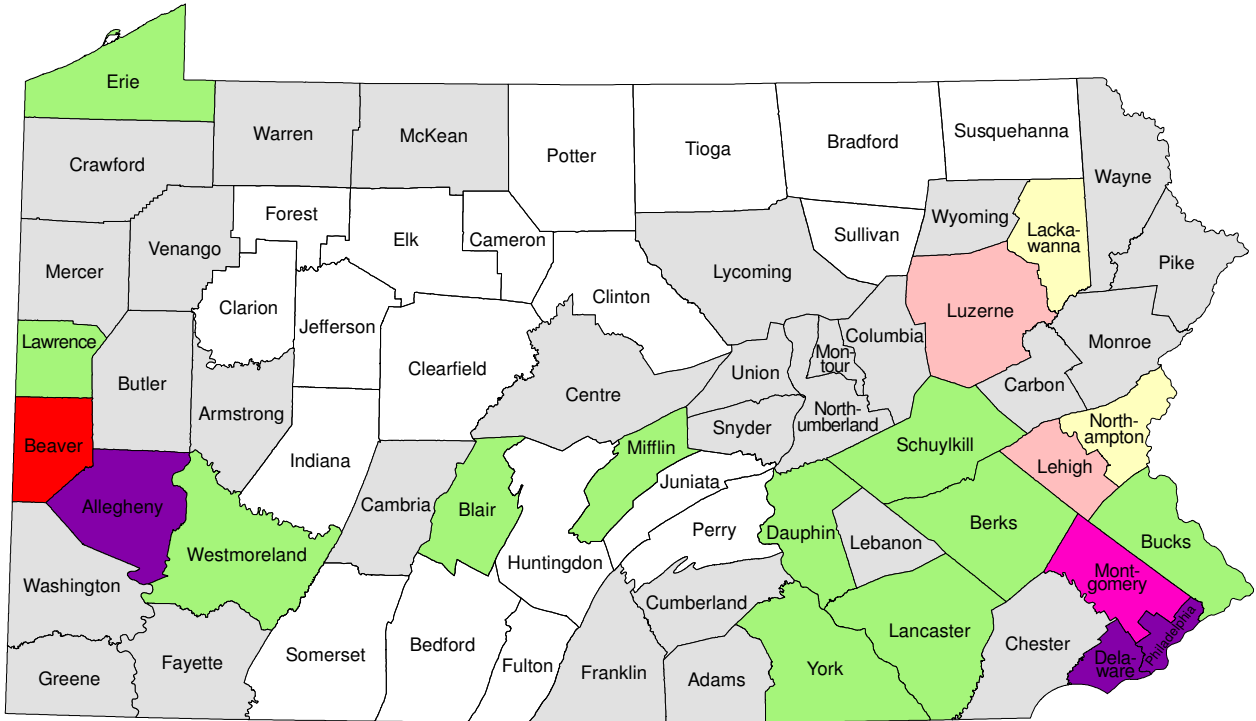 Erie
Crawford
Warren
McKean
Potter
Tioga
Bradford
Susquehanna
Wayne
Forest
Elk
Cameron
Venango
Mercer
Clarion
Jefferson
Clinton
Lycoming
Sullivan
Wyoming
Lacka-
wanna
Pike
Luzerne
Monroe
Lawrence
Butler
Armstrong
Clearfield
Centre
Union
Mon-
tour
Columbia
Carbon
Beaver
Indiana
Mifflin
Snyder
North-
umberland
Schuylkill
North-
ampton
Lehigh
Allegheny
Westmoreland
Cambria
Blair
Huntingdon
Juniata
Perry
Dauphin
Lebanon
Berks
Bucks
Mont-
gomery
Washington
Greene
Fayette
Somerset
Bedford
Fulton
Franklin
Cumberland
Adams
York
Lancaster
Chester
Dela-
ware
Philadelphia